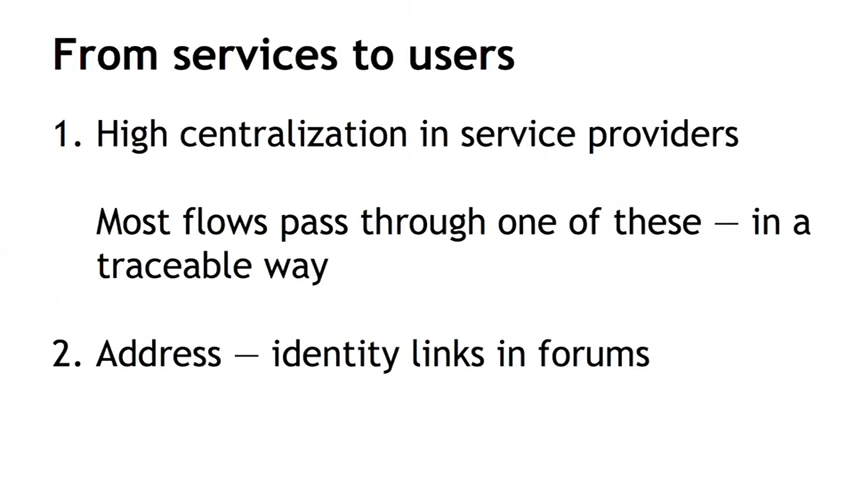 From services to users
1. High centralization in service providers
Most flows pass through one of these — in a
traceable way
2. Address — identity links in forums